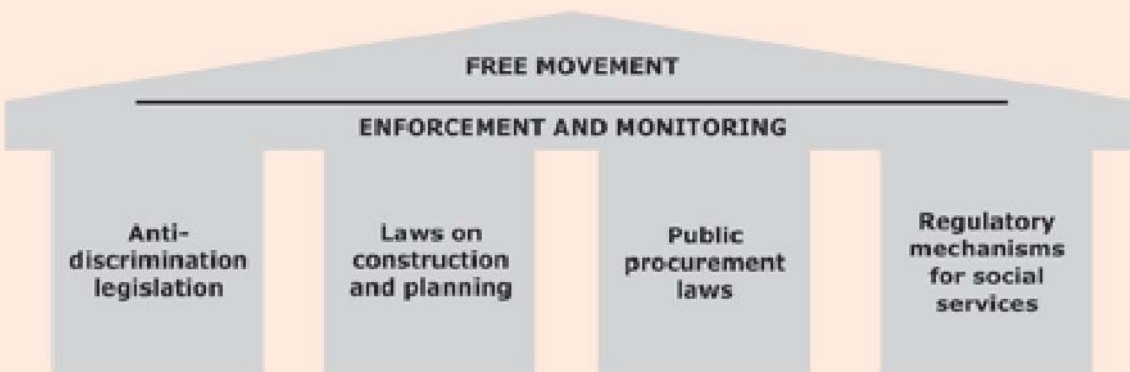 FREE MOVEMENT
ENFORCEMENT AND MONITORING
Anti-
discrimination
legislation
Laws on
construction
and planning
Public
procurement
laws
Regulatory
mechanisms
for social
services